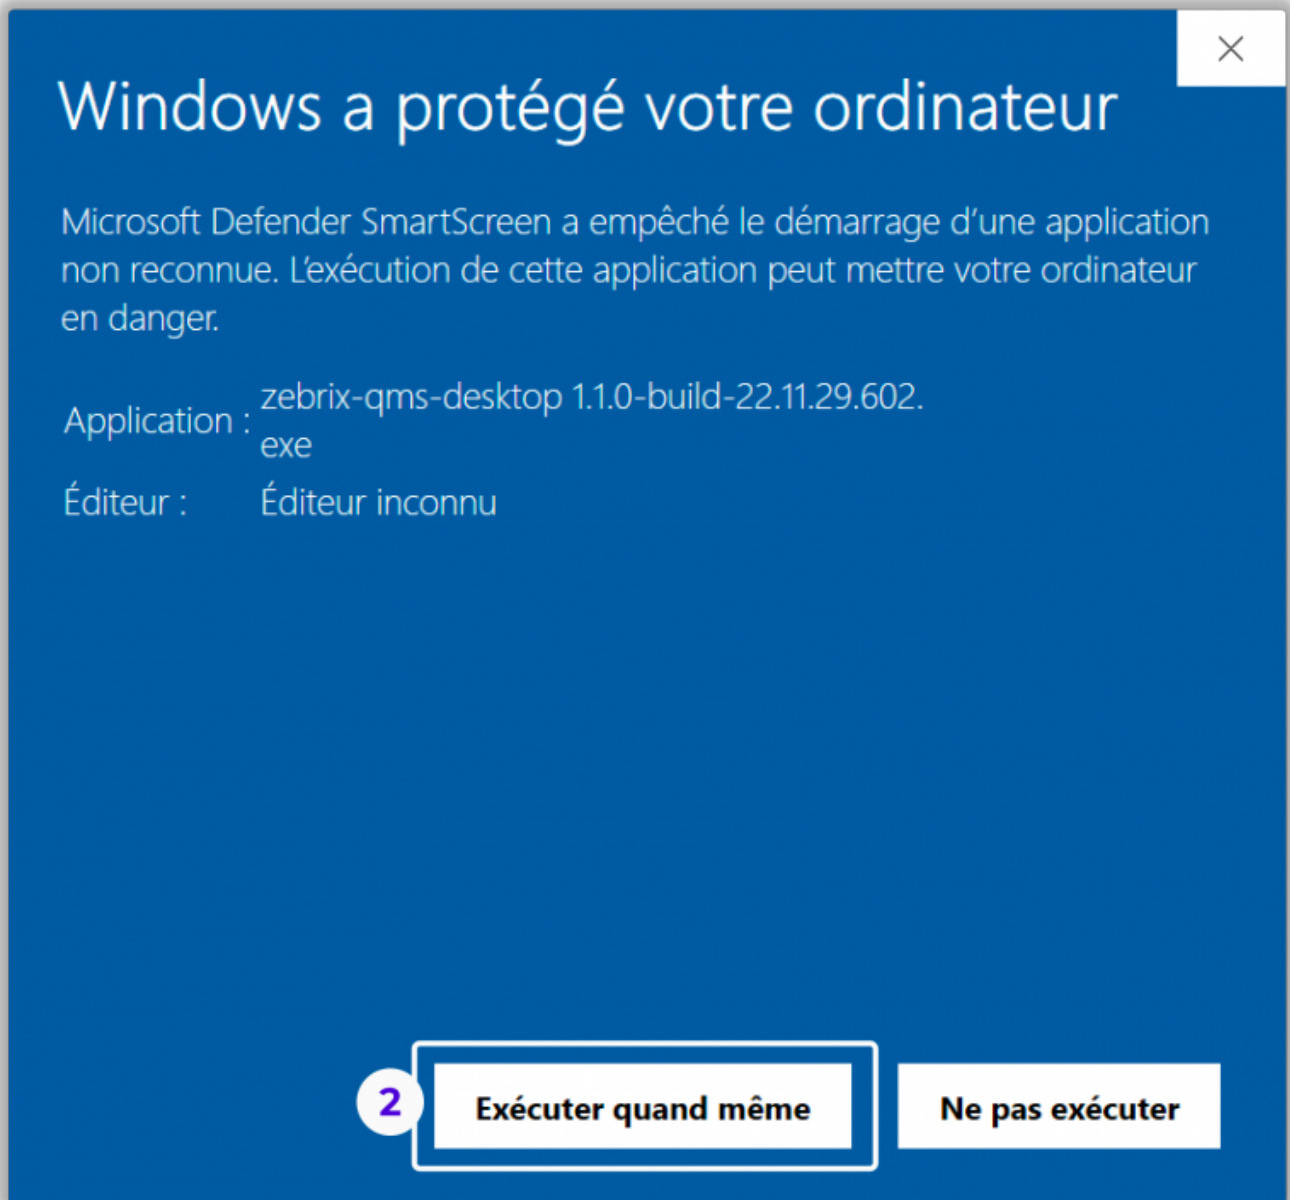 Windows a protégé votre ordinateur
Microsoft Defender SmartScreen a empêché le démarrage d’une application
non reconnue. L’exécution de cette application peut mettre votre ordinateur
en danger.
Application : zebrix-qms-desktop 1.1.0-build-22.11.29.602.
exe
Éditeur : Éditeur inconnu
2 Exécuter quand même Ne pas exécuter